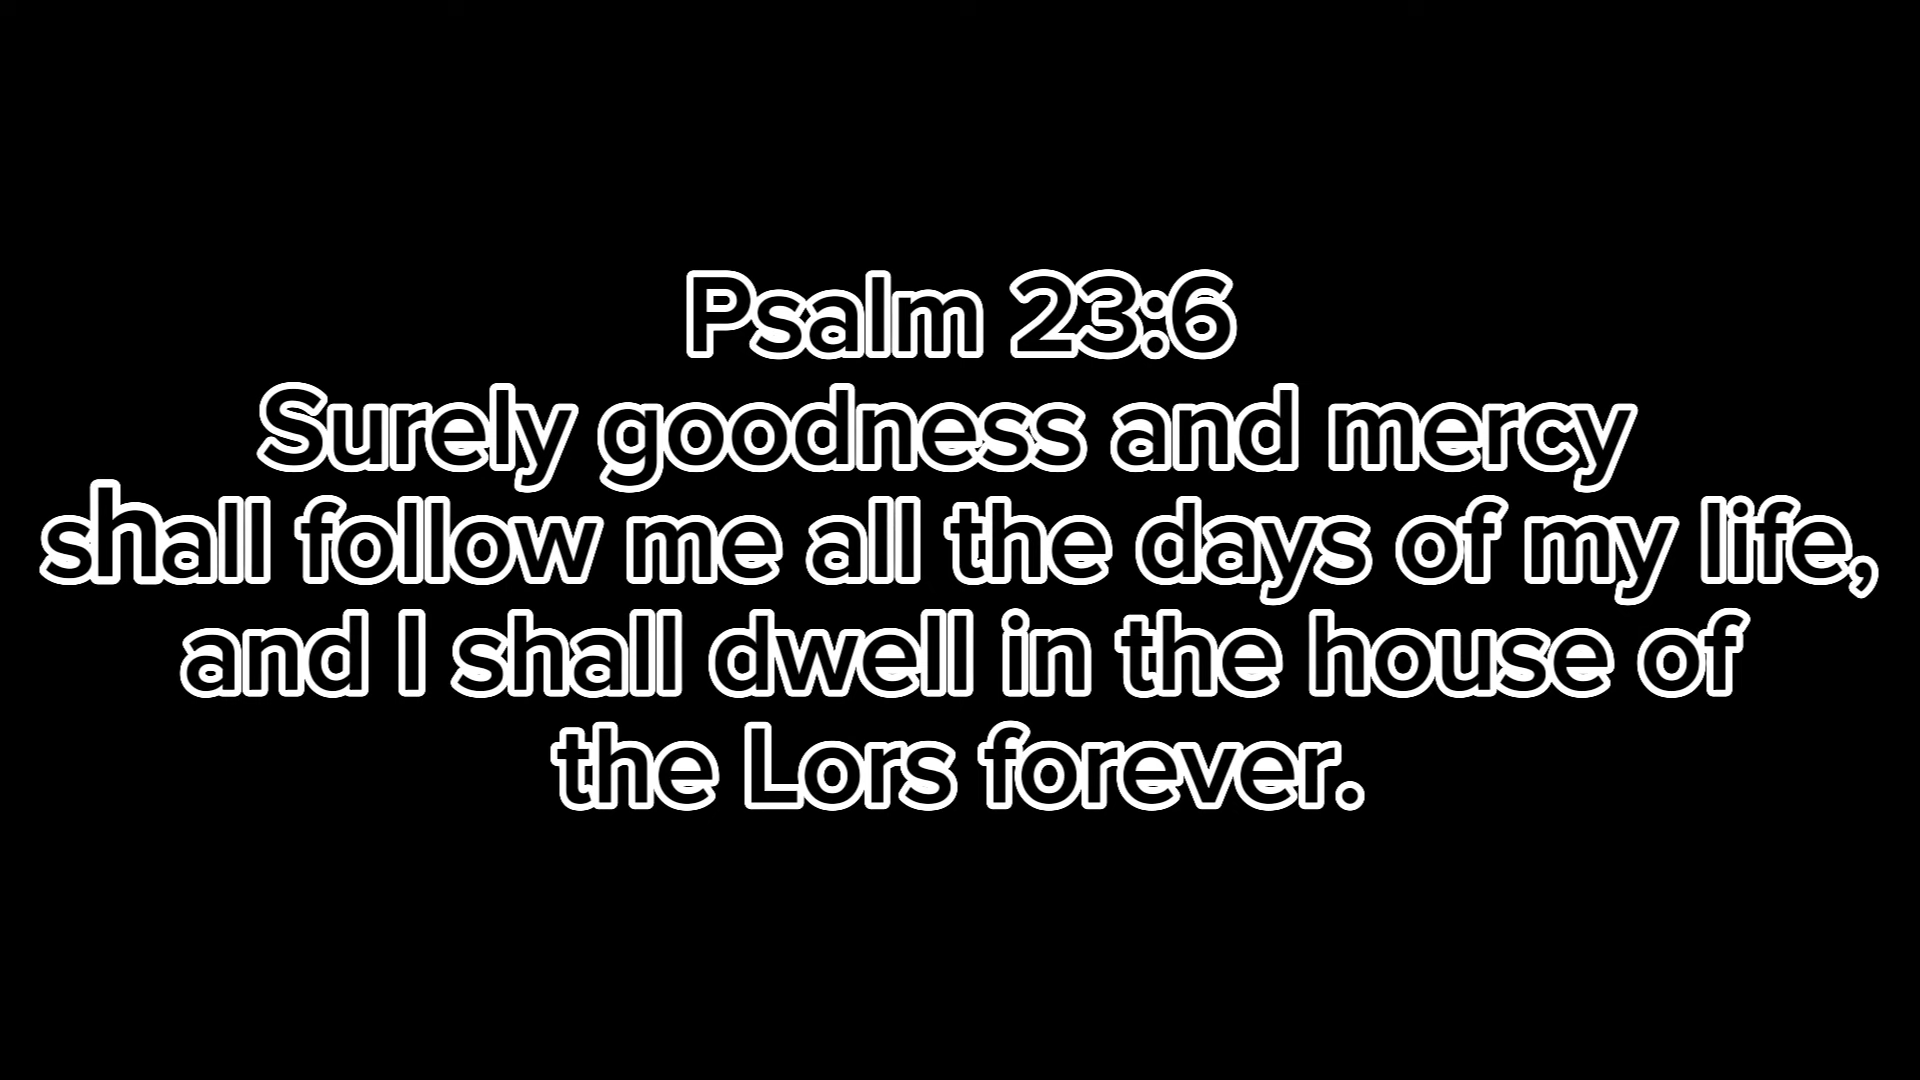 Psalm 23:6
Surely goodness and mercy
shall follow me all the days of my life,
and I shall dwell in the house of
the Lors forever.